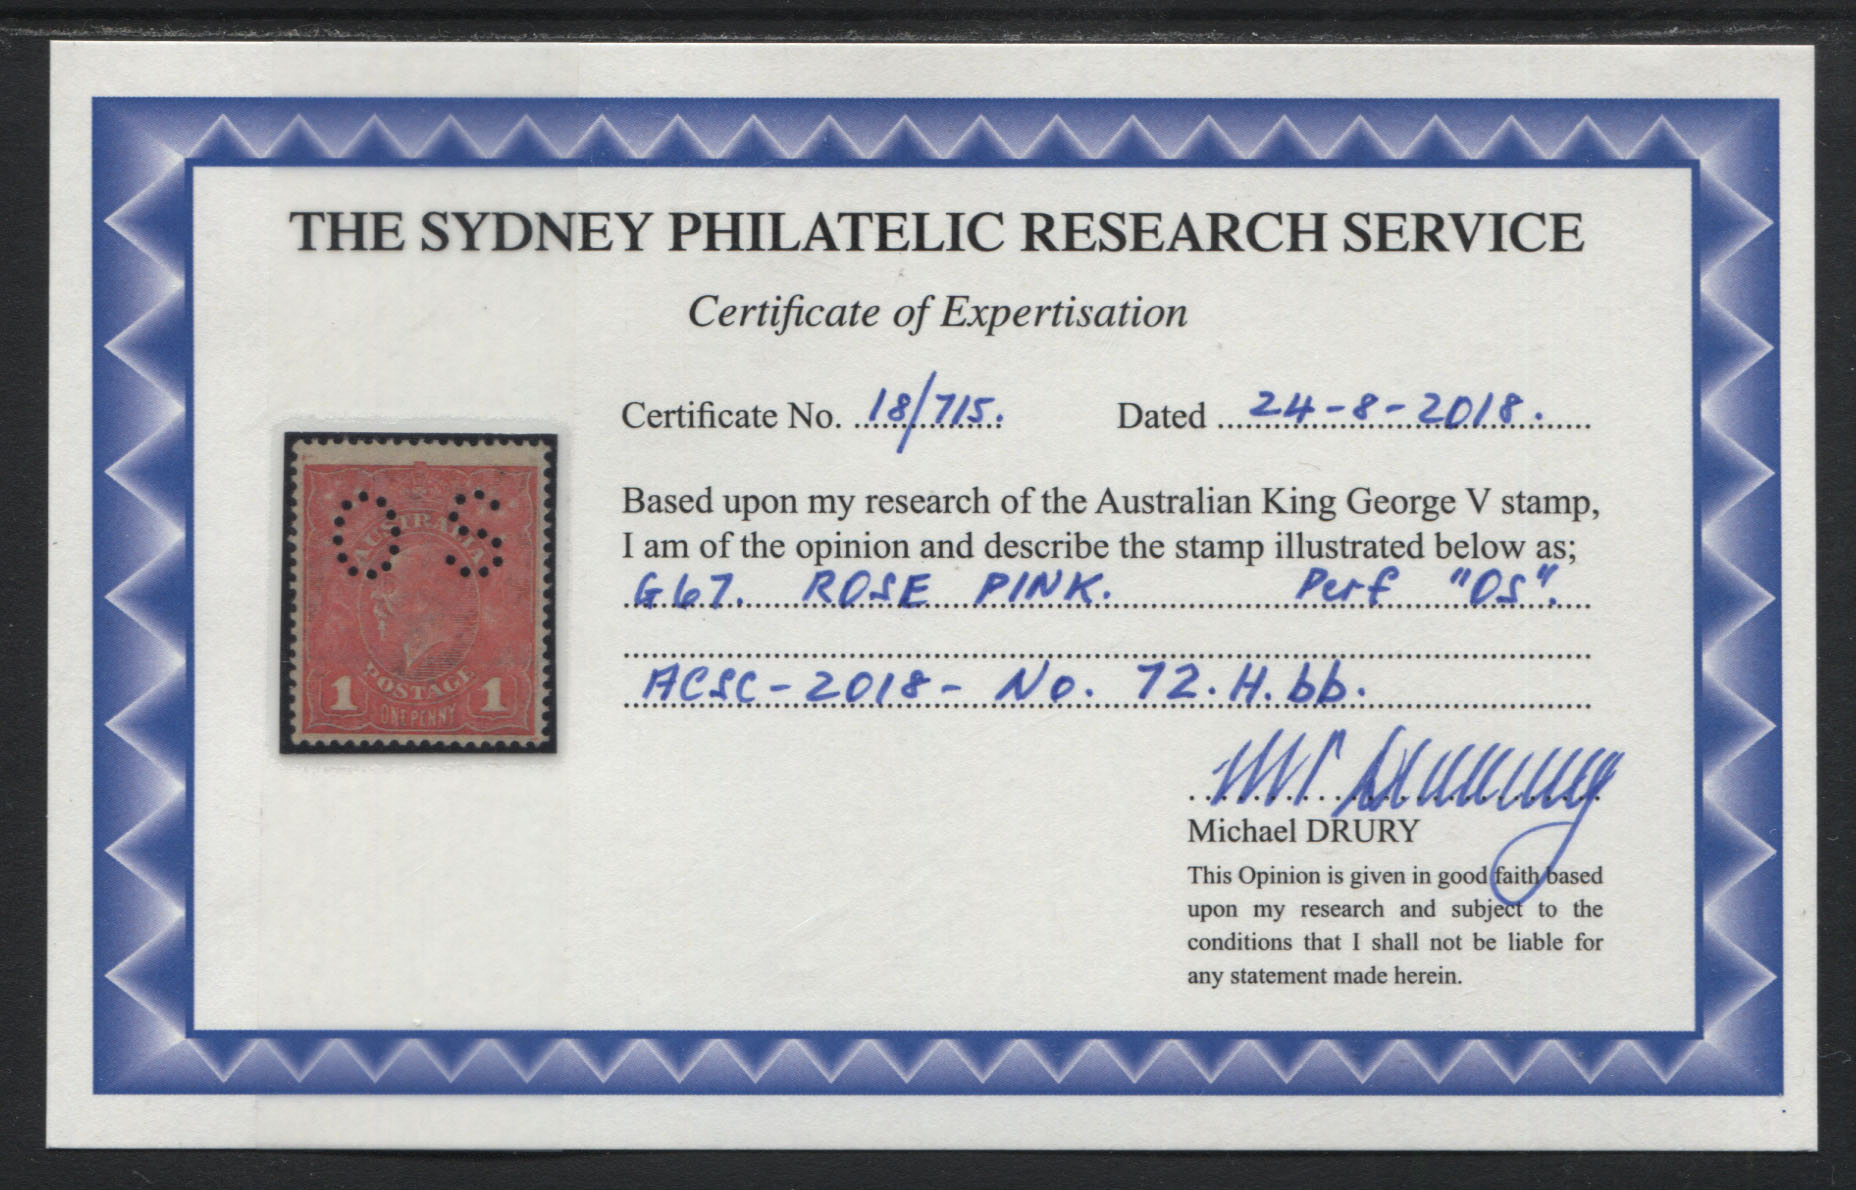 THE SYDNEY PHILATELIC RESEARCH SERVICE
Certificate of Expertisation
Certificate No. 18/715. Dated 24-8-2018.
Based upon my research of the Australian King George V stamp,
I am of the opinion and describe the stamp illustrated below as;
G67. ROSE PINK. Perf "OS".
ACSC-2018- No. 72.H.bb.
OS
AUSTRALIA
POSTAGE
1 1
ONE PENNY
Michael DRURY
This Opinion is given in good faith based
upon my research and subject to the
conditions that I shall not be liable for
any statement made herein.